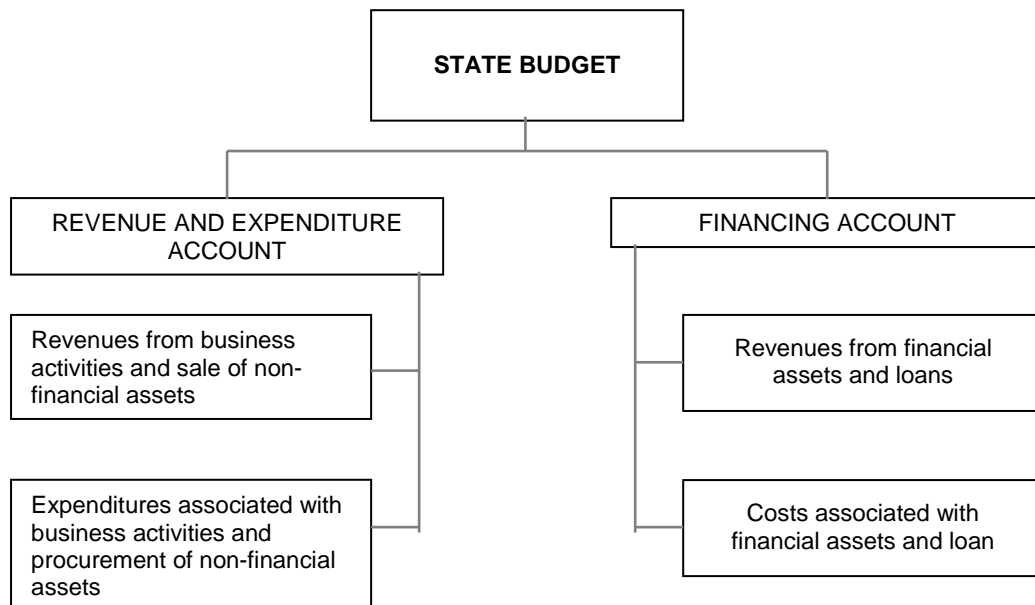 STATE BUDGET
REVENUE AND EXPENDITURE
ACCOUNT
FINANCING ACCOUNT
Revenues from business
activities and sale of non-
financial assets
Revenues from financial
assets and loans
Expenditures associated with
business activities and
procurement of non-financial
assets
Costs associated with
financial assets and loan